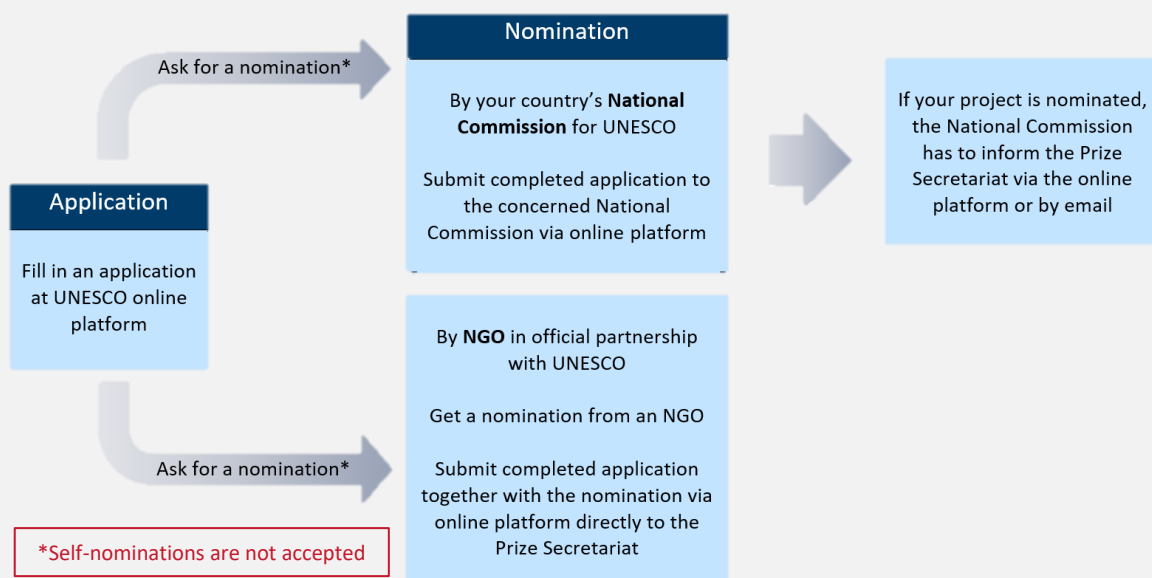 Application
Fill in an application
at UNESCO online
platform
Ask for a nomination*
Nomination
By your country’s National
Commission for UNESCO
Submit completed application to
the concerned National
Commission via online platform
If your project is nominated,
the National Commission
has to inform the Prize
Secretariat via the online
platform or by email
Ask for a nomination*
By NGO in official partnership
with UNESCO
Get a nomination from an NGO
Submit completed application
together with the nomination via
online platform directly to the
Prize Secretariat
*Self-nominations are not accepted